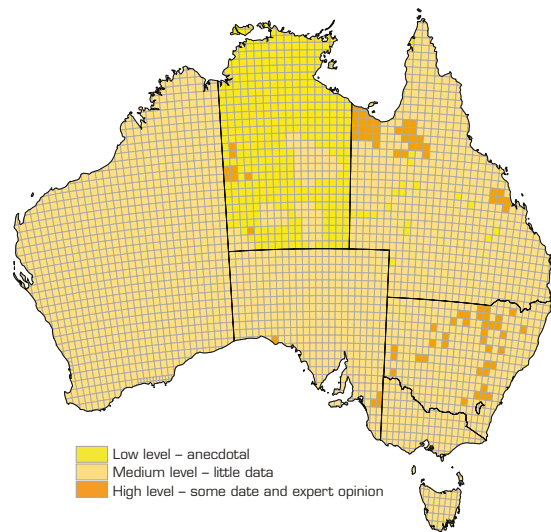 Low level – anecdotal
Medium level – little data
High level – some date and expert opinion